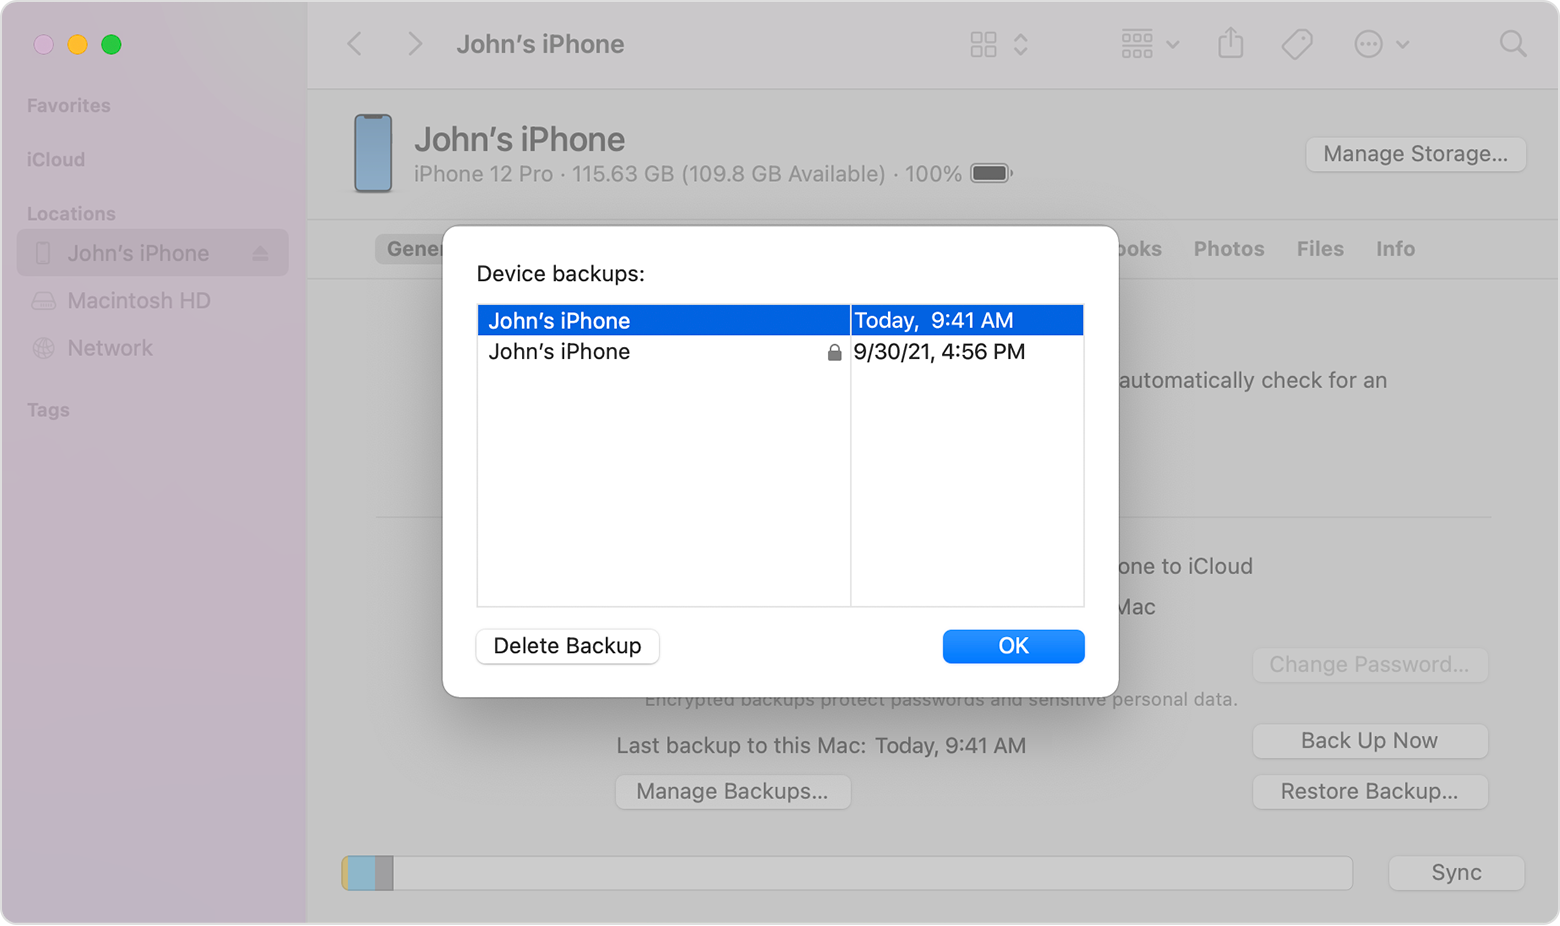 John’s iPhone
Favorites
iCloud
Locations
John’s iPhone
Macintosh HD
Network
Tags
John’s iPhone
iPhone 12 Pro · 115.63 GB (109.8 GB Available) · 100%
Manage Storage...
Photos Files Info
Device backups:
John’s iPhone Today, 9:41 AM
John’s iPhone 9/30/21, 4:56 PM
Delete Backup OK
automatically check for an
to iCloud
Mac
Change Password...
Encrypted backups protect passwords and sensitive personal data.
Last backup to this Mac: Today, 9:41 AM
Back Up Now
Manage Backups...
Restore Backup...
Sync